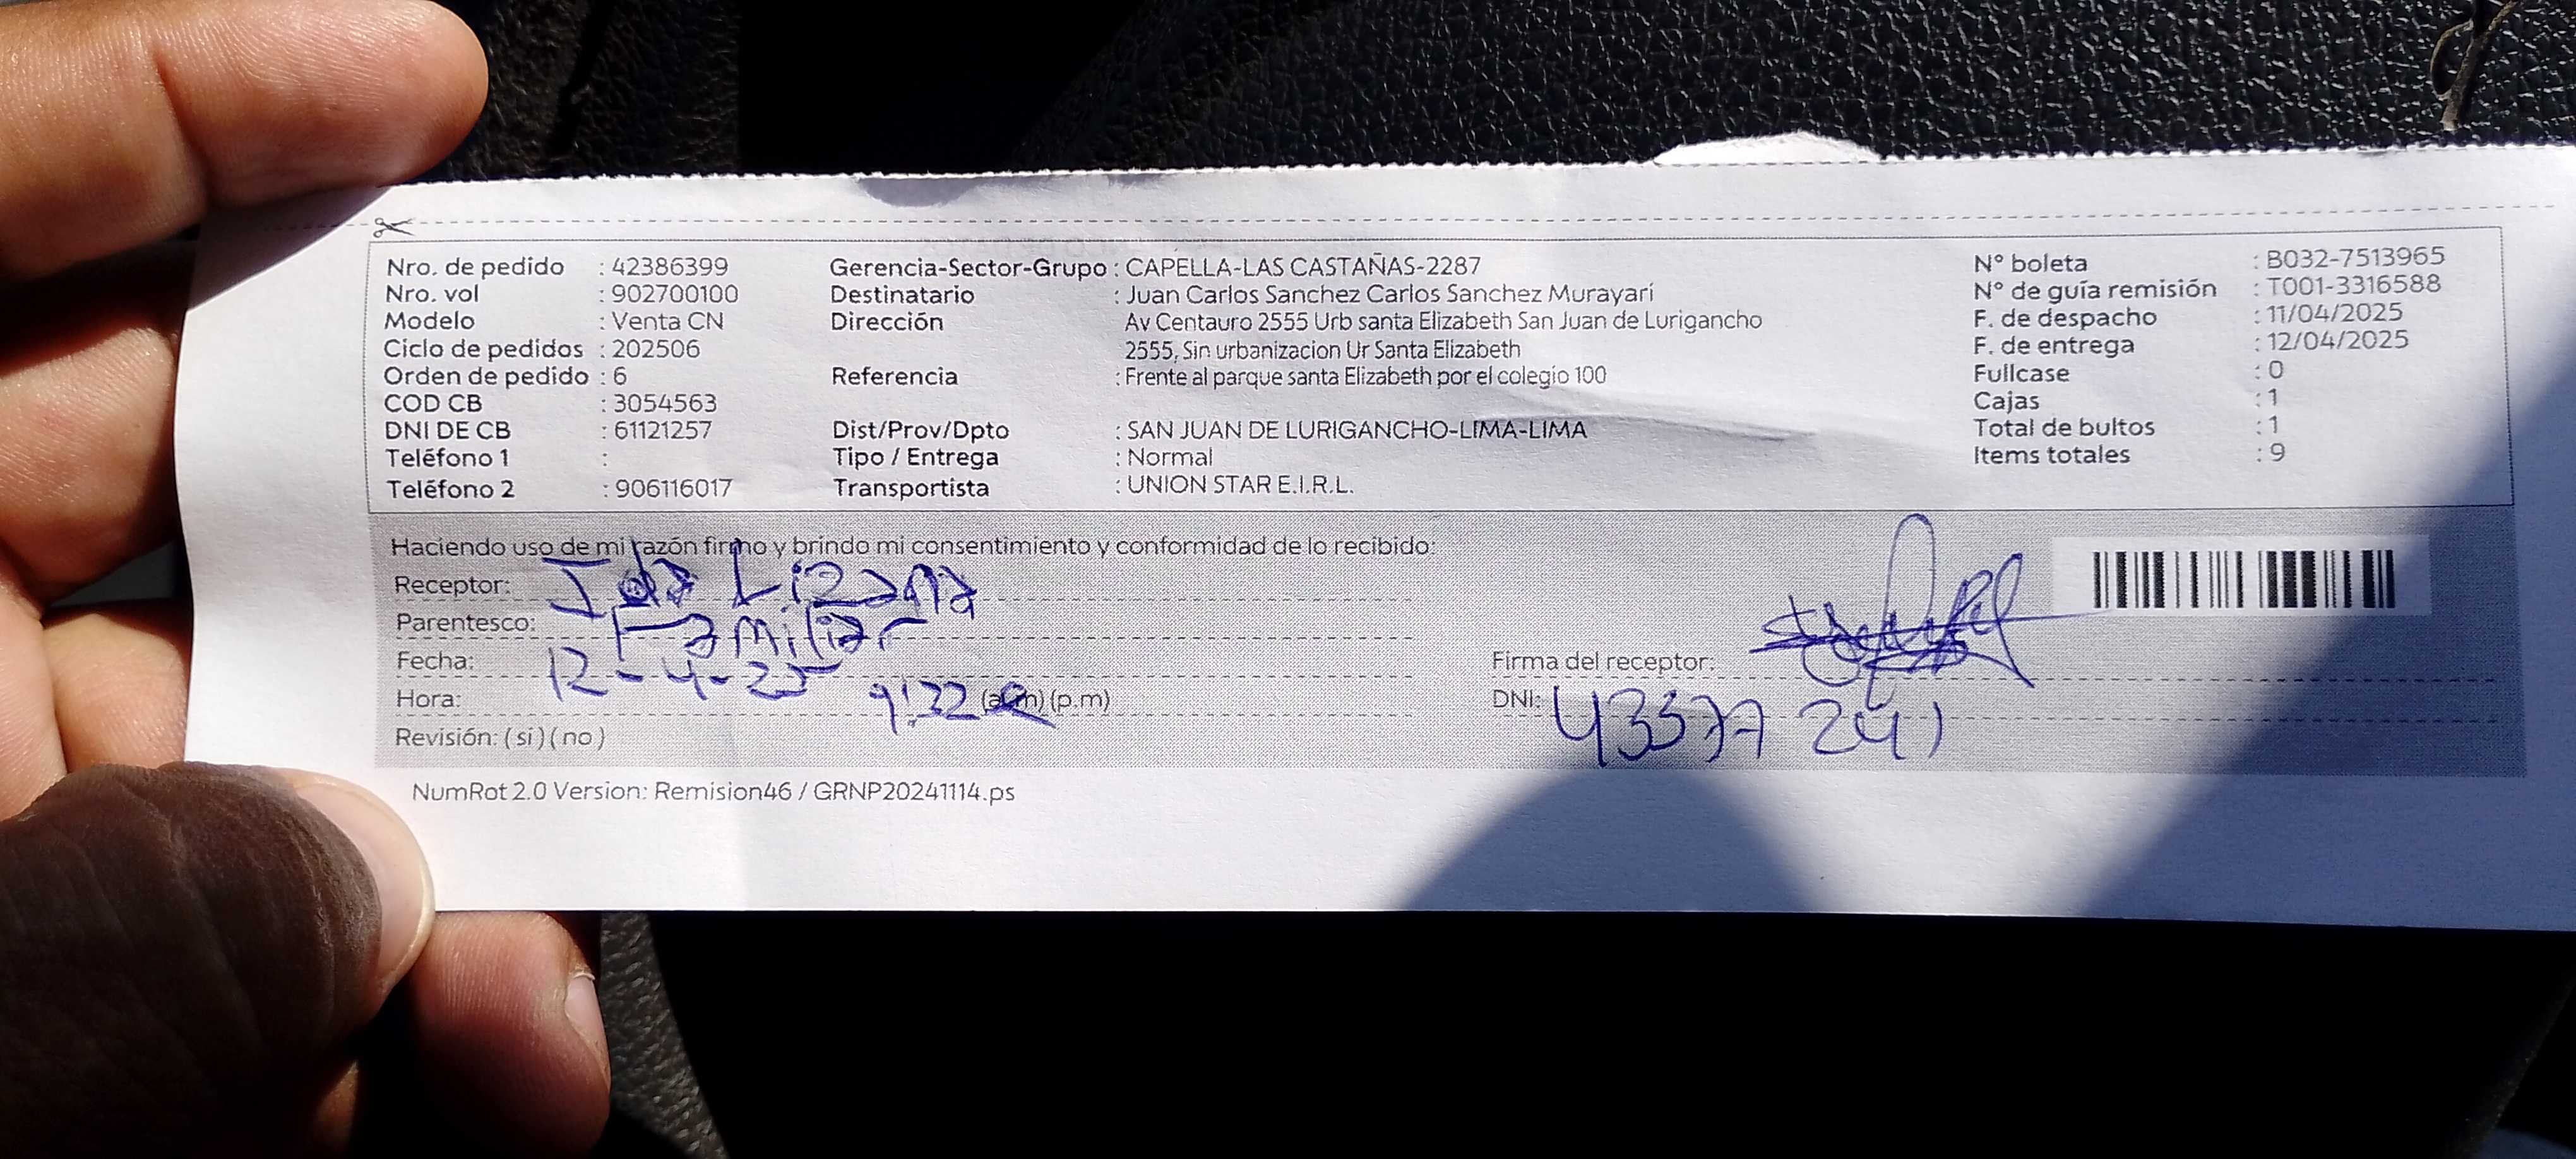 Nro. de pedido : 42386399
Nro. vol : 902700100
Modelo : Venta CN
Ciclo de pedidos : 202506
Orden de pedido : 6
COD CB : 3054563
DNI DE CB : 61121257
Teléfono 1 :
Teléfono 2 : 906116017
Gerencia-Sector-Grupo : CAPELLA-LAS CASTAÑAS-2287
Destinatario : Juan Carlos Sanchez Carlos Sanchez Murayari
Dirección Av Centauro 2555 Urb santa Elizabeth San Juan de Lurigancho
2555, Sin urbanizacion Ur Santa Elizabeth
Referencia : Frente al parque santa Elizabeth por el colegio 100
Dist/Prov/Dpto : SAN JUAN DE LURIGANCHO-LIMA-LIMA
Tipo / Entrega : Normal
Transportista : UNION STAR E.I.R.L.
N° boleta : B032-7513965
N° de guía remisión : T001-3316588
F. de despacho : 11/04/2025
F. de entrega : 12/04/2025
Fullcase : 0
Cajas : 1
Total de bultos : 1
Items totales : 9
Haciendo uso de mi razón firmo y brindo mi consentimiento y conformidad de lo recibido:
Receptor: Ida Lizana
Parentesco: Familiar
Fecha: 12-4-25
Hora: 9:22 (a.m) (p.m)
Revisión: ( si ) ( no )
Firma del receptor:
DNI: 43377241
NumRot 2.0 Version: Remision46 / GRNP20241114.ps